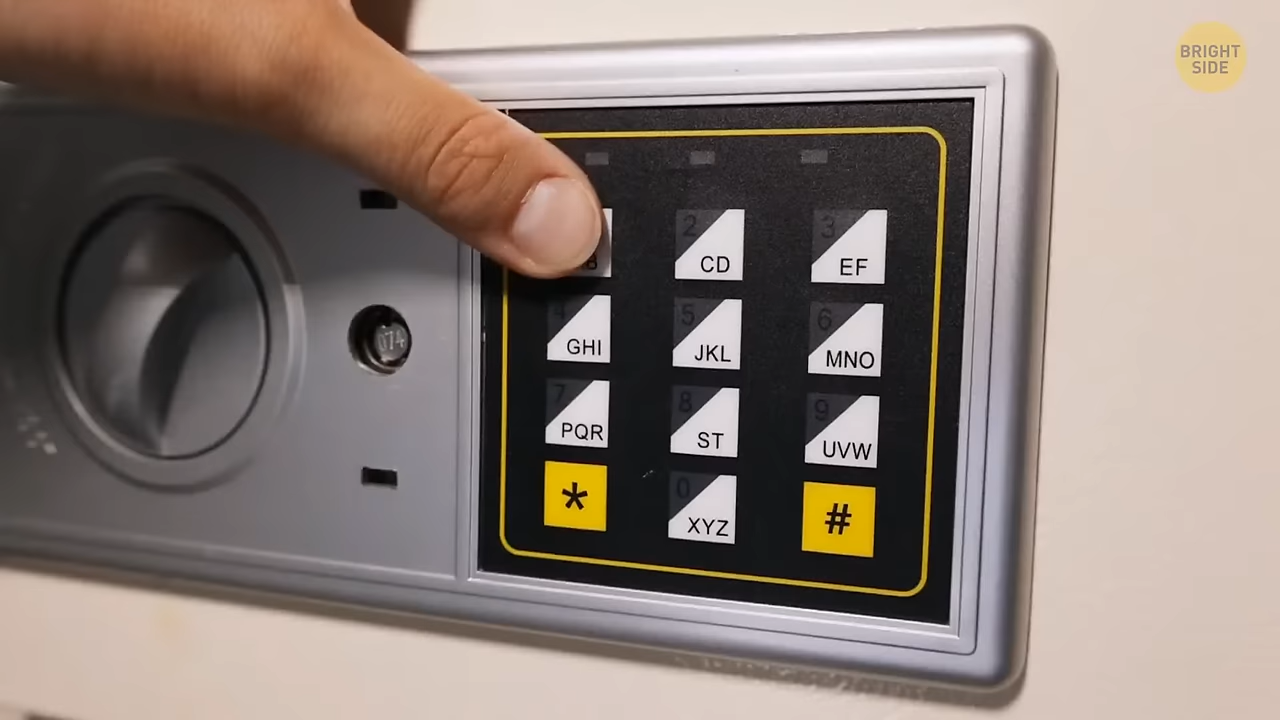 BRIGHT
SIDE
B
2
CD
3
EF
4
GHI
5
JKL
6
MNO
074
7
PQR
8
ST
9
UVW
*
0
XYZ
#